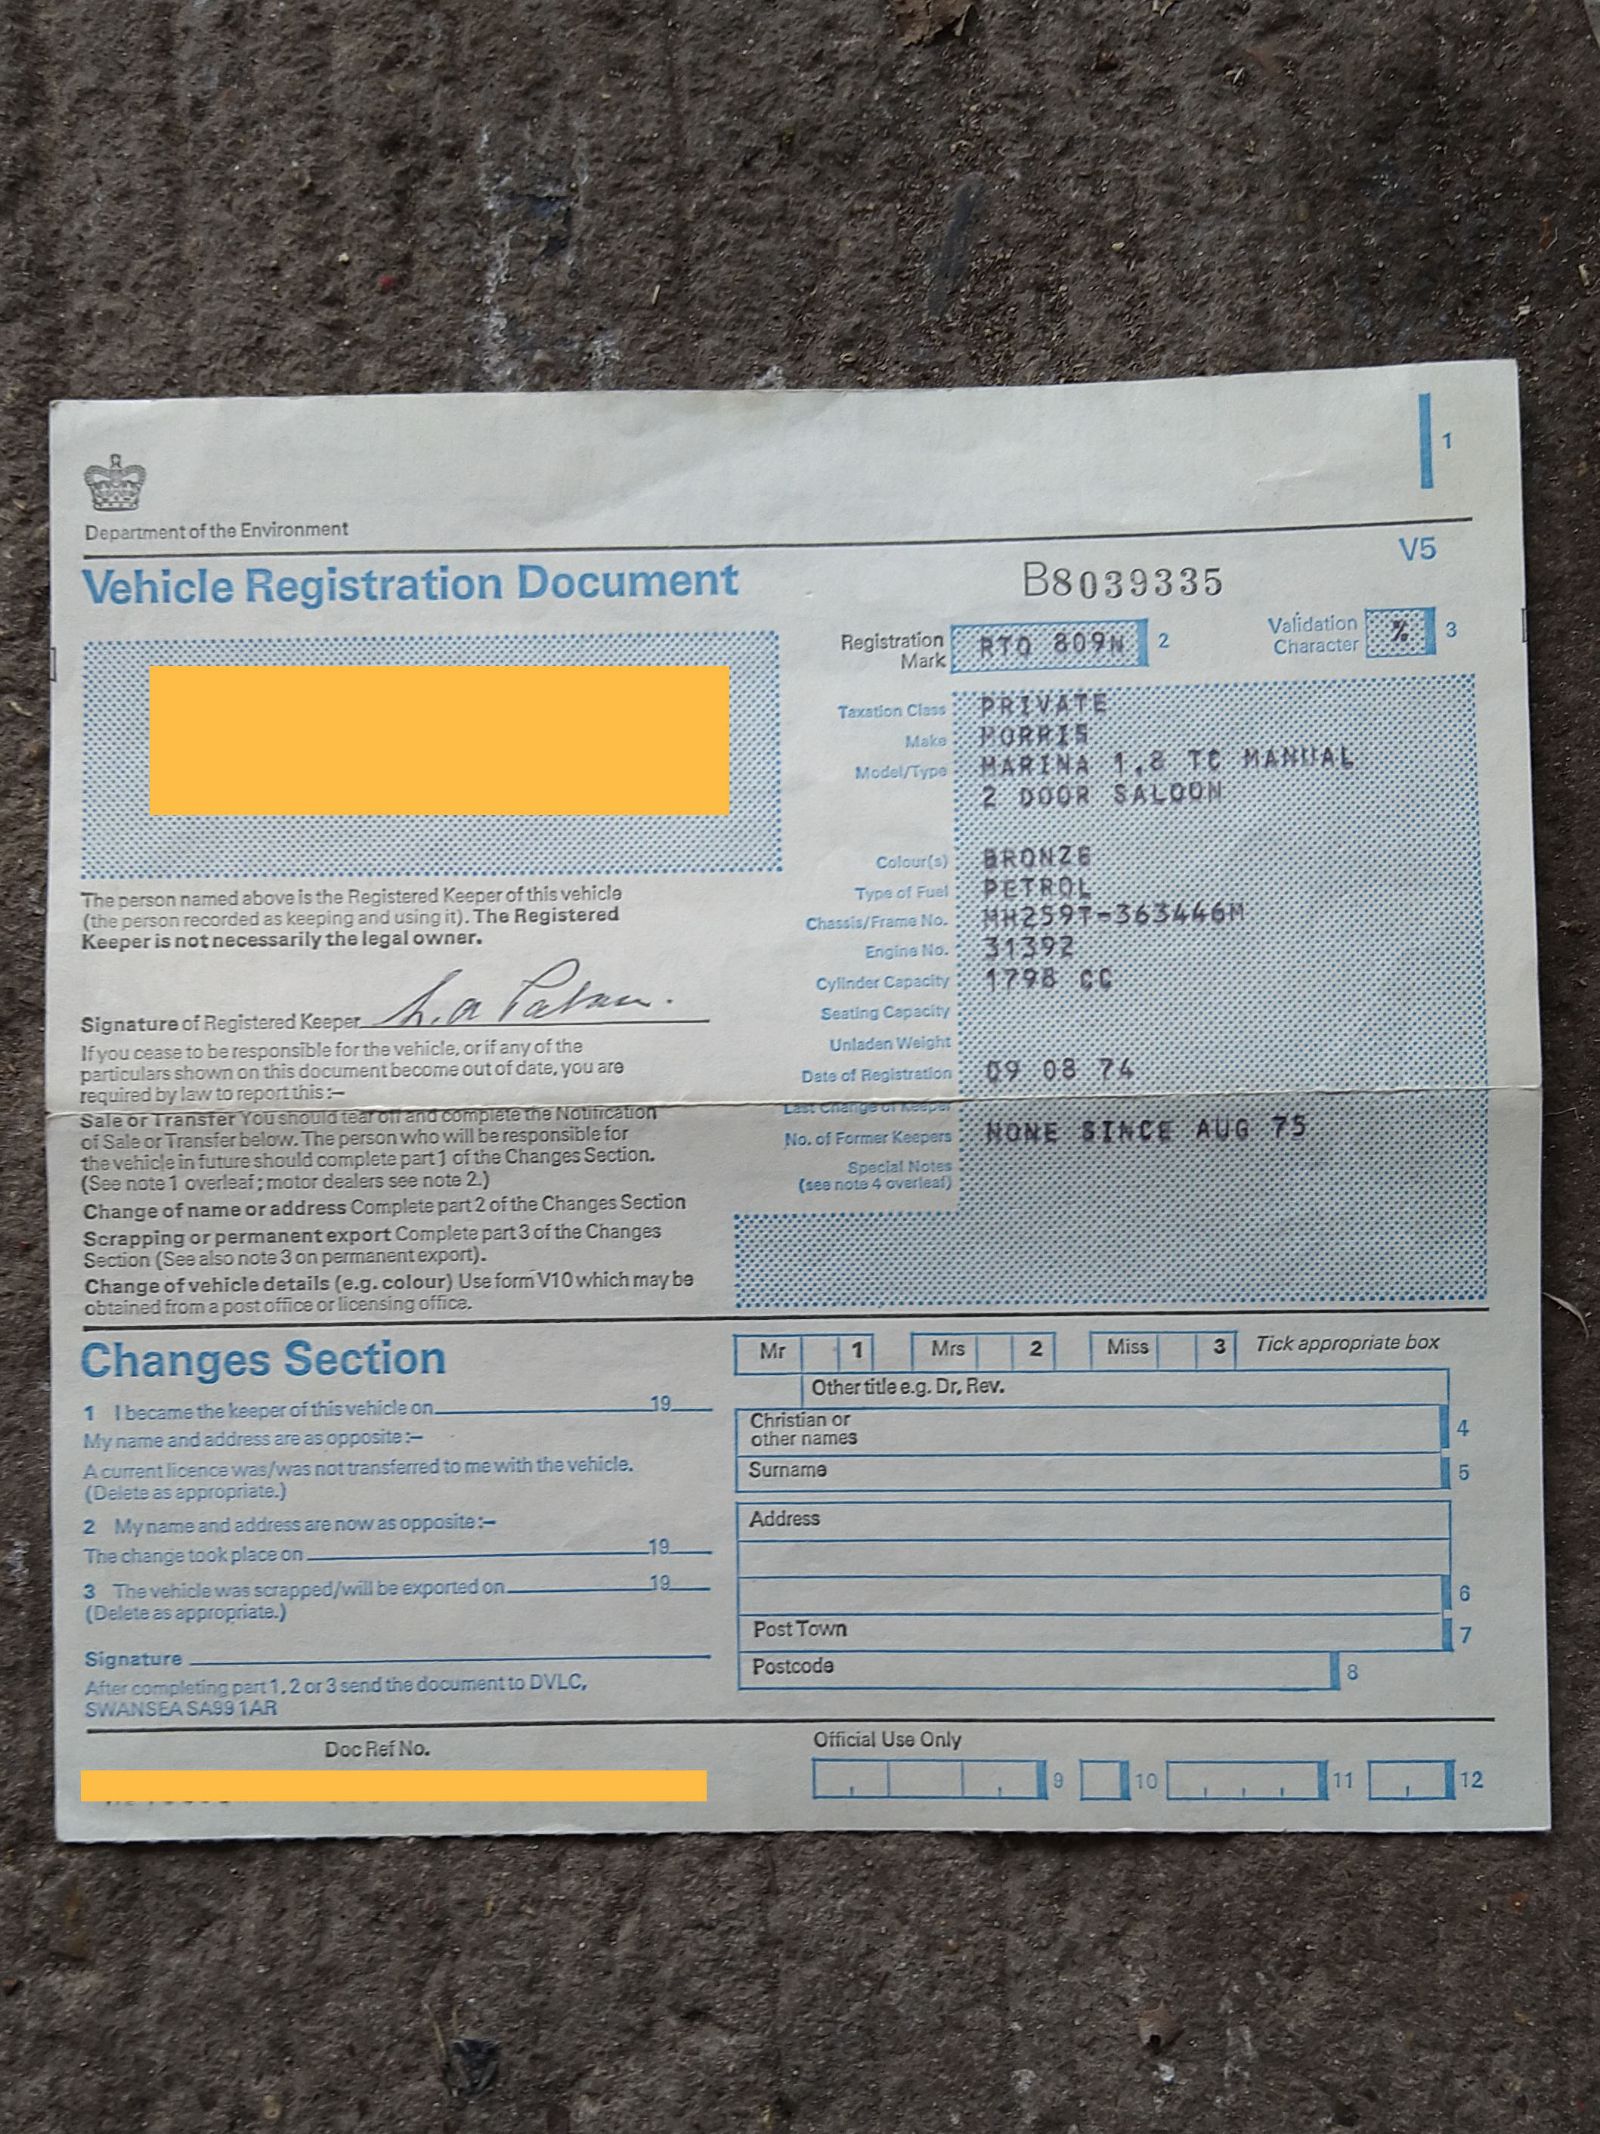 1
Department of the Environment
V5
Vehicle Registration Document
B8039335
Registration Mark
RTO 809N
2
Validation Character
%
3
Taxation Class PRIVATE
Make MORRIS
Model/Type MARINA 1.8 TC MANUAL
2 DOOR SALOON
Colour(s) BRONZE
Type of Fuel PETROL
Chassis/Frame No. MH2S9T-363446M
Engine No. 31392
Cylinder Capacity 1798 CC
Seating Capacity
Unladen Weight
Date of Registration 09 08 74
Last Change of Keeper
No. of Former Keepers NONE SINCE AUG 75
Special Notes
(see note 4 overleaf)
The person named above is the Registered Keeper of this vehicle
(the person recorded as keeping and using it). The Registered
Keeper is not necessarily the legal owner.
Signature of Registered Keeper
If you cease to be responsible for the vehicle, or if any of the
particulars shown on this document become out of date, you are
required by law to report this:—
Sale or Transfer You should tear off and complete the Notification
of Sale or Transfer below. The person who will be responsible for
the vehicle in future should complete part 1 of the Changes Section.
(See note 1 overleaf; motor dealers see note 2.)
Change of name or address Complete part 2 of the Changes Section
Scrapping or permanent export Complete part 3 of the Changes
Section (See also note 3 on permanent export).
Change of vehicle details (e.g. colour) Use form V10 which may be
obtained from a post office or licensing office.
Changes Section
1 I became the keeper of this vehicle on 19
My name and address are as opposite:—
A current licence was/was not transferred to me with the vehicle.
(Delete as appropriate.)
2 My name and address are now as opposite:—
The change took place on 19
3 The vehicle was scrapped/will be exported on 19
(Delete as appropriate.)
Signature
After completing part 1, 2 or 3 send the document to DVLC,
SWANSEA SA99 1AR
Mr 1 Mrs 2 Miss 3 Tick appropriate box
Other title e.g. Dr, Rev.
Christian or
other names
4
Surname 5
Address
6
Post Town 7
Postcode 8
Doc Ref No.
Official Use Only
9 10 11 12